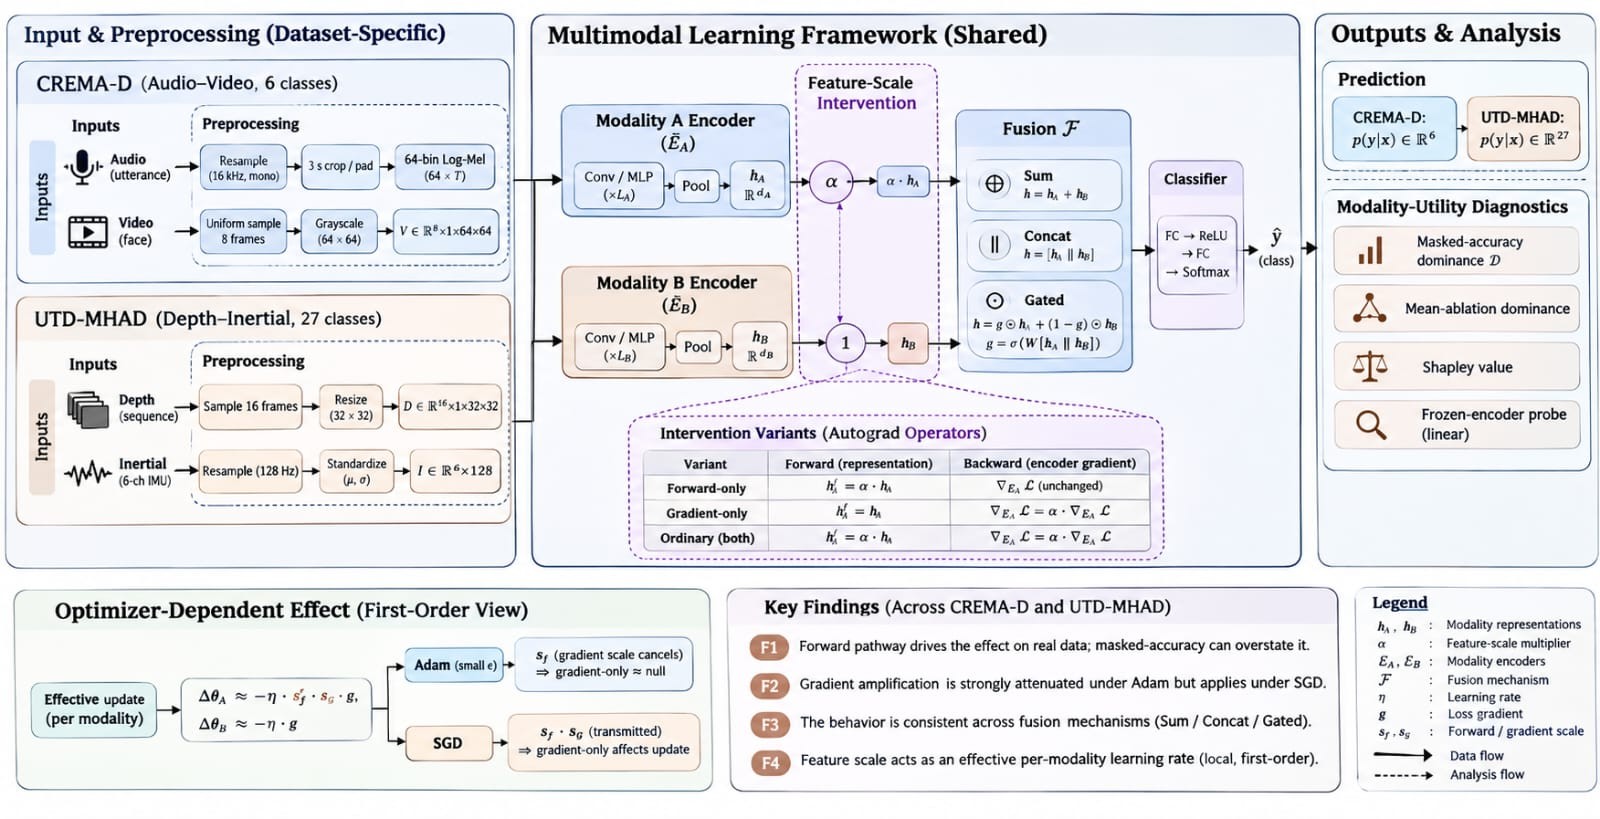 Input & Preprocessing (Dataset-Specific)
CREMA-D (Audio–Video, 6 classes)
Inputs
Preprocessing
Inputs
Audio
(utterance)
Resample
(16 kHz, mono)
3 s crop / pad
64-bin Log-Mel
(64 × T)
Video
(face)
Uniform sample
8 frames
Grayscale
(64 × 64)
V ∈ ℝ⁸×1×64×64
UTD-MHAD (Depth–Inertial, 27 classes)
Inputs
Preprocessing
Inputs
Depth
(sequence)
Sample 16 frames
Resize
(32 × 32)
D ∈ ℝ¹⁶×1×32×32
Inertial
(6-ch IMU)
Resample (128 Hz)
Standardize
(μ, σ)
I ∈ ℝ⁶×128
Multimodal Learning Framework (Shared)
Modality A Encoder
(Ẽ_A)
Conv / MLP
(×L_A)
Pool
h_A
ℝ^d_A
Modality B Encoder
(Ẽ_B)
Conv / MLP
(×L_B)
Pool
h_B
ℝ^d_B
Feature-Scale
Intervention
α
α · h_A
1
h_B
Fusion ℱ
⊕
Sum
h = h_A + h_B
||
Concat
h = [h_A || h_B]
⊙
Gated
h = g ⊙ h_A + (1 − g) ⊙ h_B
g = σ(W[h_A || h_B])
Classifier
FC → ReLU
→ FC
→ Softmax
ŷ
(class)
Intervention Variants (Autograd Operators)
Variant Forward (representation) Backward (encoder gradient)
Forward-only h′_A = α · h_A ∇_E_A ℒ (unchanged)
Gradient-only h′_A = h_A ∇_E_A ℒ = α · ∇_E_A ℒ
Ordinary (both) h′_A = α · h_A ∇_E_A ℒ = α · ∇_E_A ℒ
Outputs & Analysis
Prediction
CREMA-D:
p(y|x) ∈ ℝ⁶
UTD-MHAD:
p(y|x) ∈ ℝ²⁷
Modality-Utility Diagnostics
Masked-accuracy
dominance 𝒟
Mean-ablation dominance
Shapley value
Frozen-encoder probe
(linear)
Optimizer-Dependent Effect (First-Order View)
Effective update
(per modality)
Δθ_A ≈ −η · s_f · s_g · g,
Δθ_B ≈ −η · g
Adam (small e)
s_f (gradient scale cancels)
⇒ gradient-only ≈ null
SGD
s_f · s_G (transmitted)
⇒ gradient-only affects update
Key Findings (Across CREMA-D and UTD-MHAD)
F1 Forward pathway drives the effect on real data; masked-accuracy can overstate it.
F2 Gradient amplification is strongly attenuated under Adam but applies under SGD.
F3 The behavior is consistent across fusion mechanisms (Sum / Concat / Gated).
F4 Feature scale acts as an effective per-modality learning rate (local, first-order).
Legend
h_A, h_B : Modality representations
α : Feature-scale multiplier
E_A, E_B : Modality encoders
ℱ : Fusion mechanism
η : Learning rate
g : Loss gradient
s_f, s_g : Forward / gradient scale
Data flow
Analysis flow